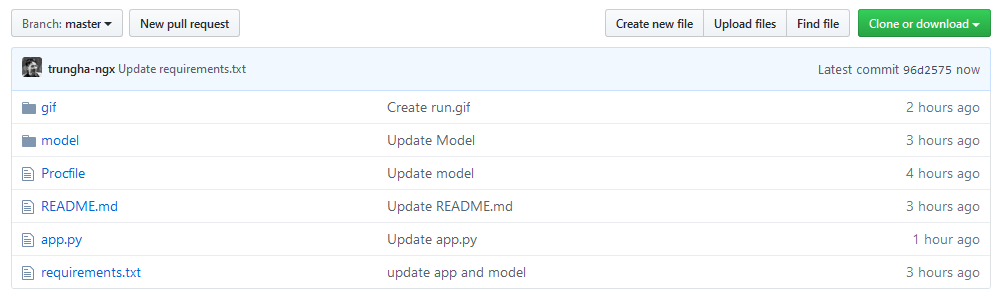 Branch: master New pull request Create new file Upload files Find file Clone or download
trungha-ngx Update requirements.txt Latest commit 96d2575 now
gif Create run.gif 2 hours ago
model Update Model 3 hours ago
Procfile Update model 4 hours ago
README.md Update README.md 3 hours ago
app.py Update app.py 1 hour ago
requirements.txt update app and model 3 hours ago